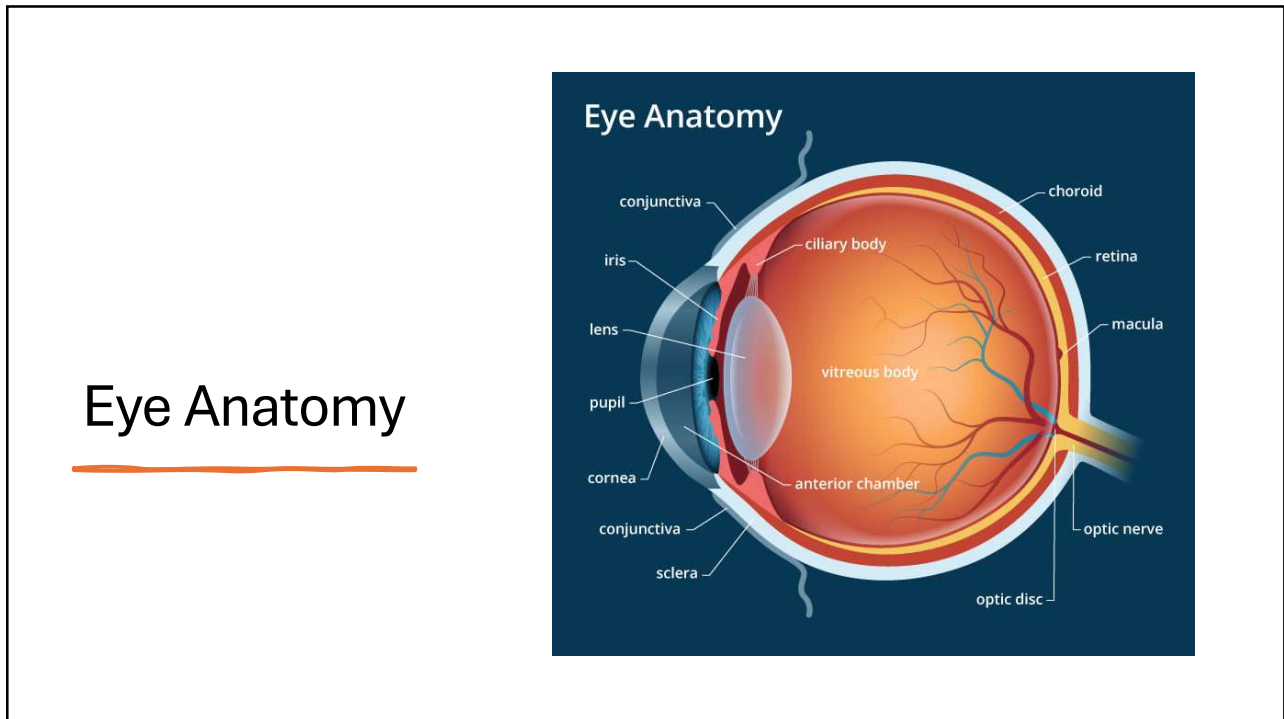 Eye Anatomy
Eye Anatomy
conjunctiva
choroid
ciliary body
iris
retina
lens
macula
vitreous body
pupil
cornea
anterior chamber
conjunctiva
optic nerve
sclera
optic disc